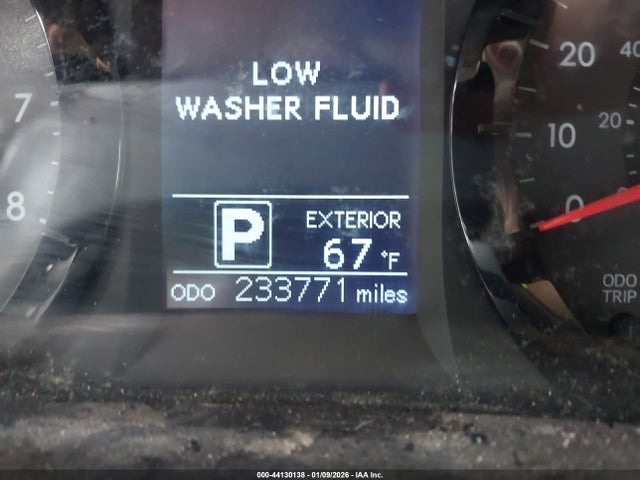 LOW
WASHER FLUID
P
EXTERIOR
67 °F
ODO 233771 miles
7
8
20
10
0
40
20
ODO
TRIP
000-44130138 - 01/09/2026 - IAA Inc.